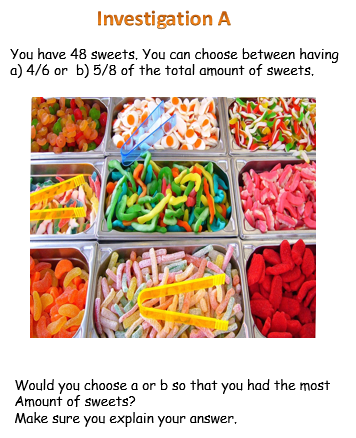 Investigation A
You have 48 sweets. You can choose between having
a) 4/6 or  b) 5/8 of the total amount of sweets.
Would you choose a or b so that you had the most
Amount of sweets?
Make sure you explain your answer.